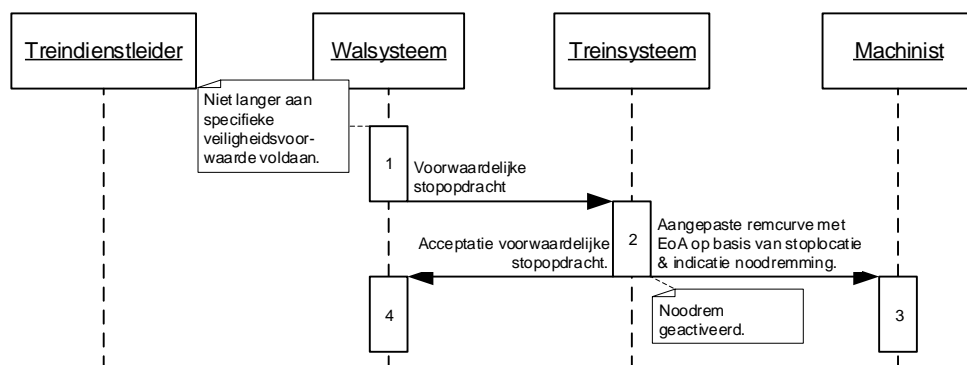 Treindienstleider
Walsysteem
Treinsysteem
Machinist
Niet langer aan
specifieke
veiligheidsvoor-
waarde voldaan.
1
Voorwaardelijke
stopopdracht
2
Acceptatie voorwaardelijke
stopopdracht.
Aangepaste remcurve met
EoA op basis van stoplocatie
& indicatie noodremming.
4
Noodrem
geactiveerd.
3